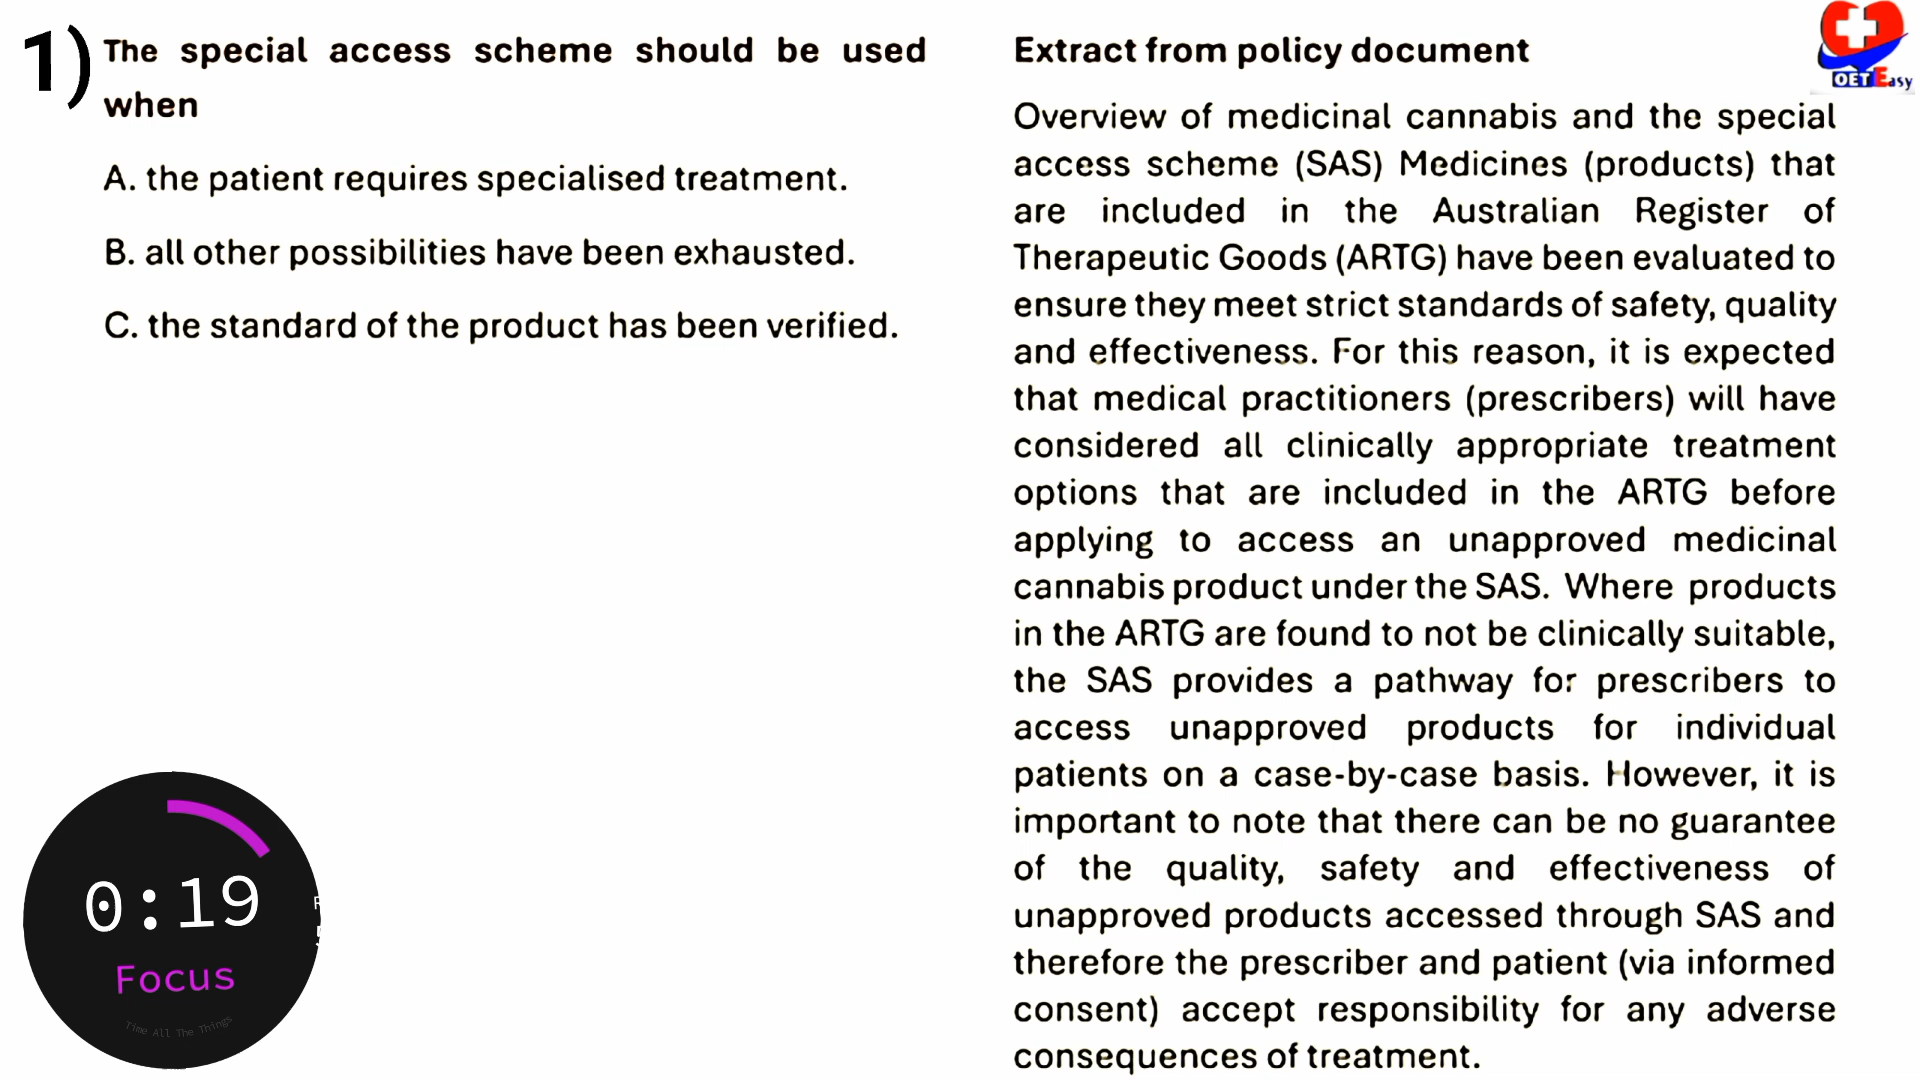 1) The special access scheme should be used
when
A. the patient requires specialised treatment.
B. all other possibilities have been exhausted.
C. the standard of the product has been verified.
Extract from policy document
OETEasy
Overview of medicinal cannabis and the special
access scheme (SAS) Medicines (products) that
are included in the Australian Register of
Therapeutic Goods (ARTG) have been evaluated to
ensure they meet strict standards of safety, quality
and effectiveness. For this reason, it is expected
that medical practitioners (prescribers) will have
considered all clinically appropriate treatment
options that are included in the ARTG before
applying to access an unapproved medicinal
cannabis product under the SAS. Where products
in the ARTG are found to not be clinically suitable,
the SAS provides a pathway for prescribers to
access unapproved products for individual
patients on a case-by-case basis. However, it is
important to note that there can be no guarantee
of the quality, safety and effectiveness of
unapproved products accessed through SAS and
therefore the prescriber and patient (via informed
consent) accept responsibility for any adverse
consequences of treatment.
0:19
Focus
Time All The Things